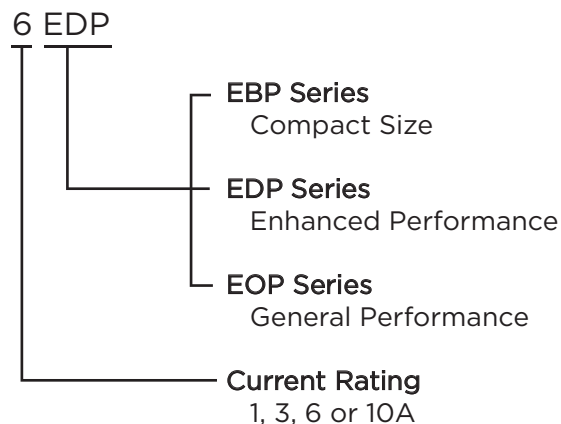 6 EDP
EBP Series
Compact Size
EDP Series
Enhanced Performance
EOP Series
General Performance
Current Rating
1, 3, 6 or 10A